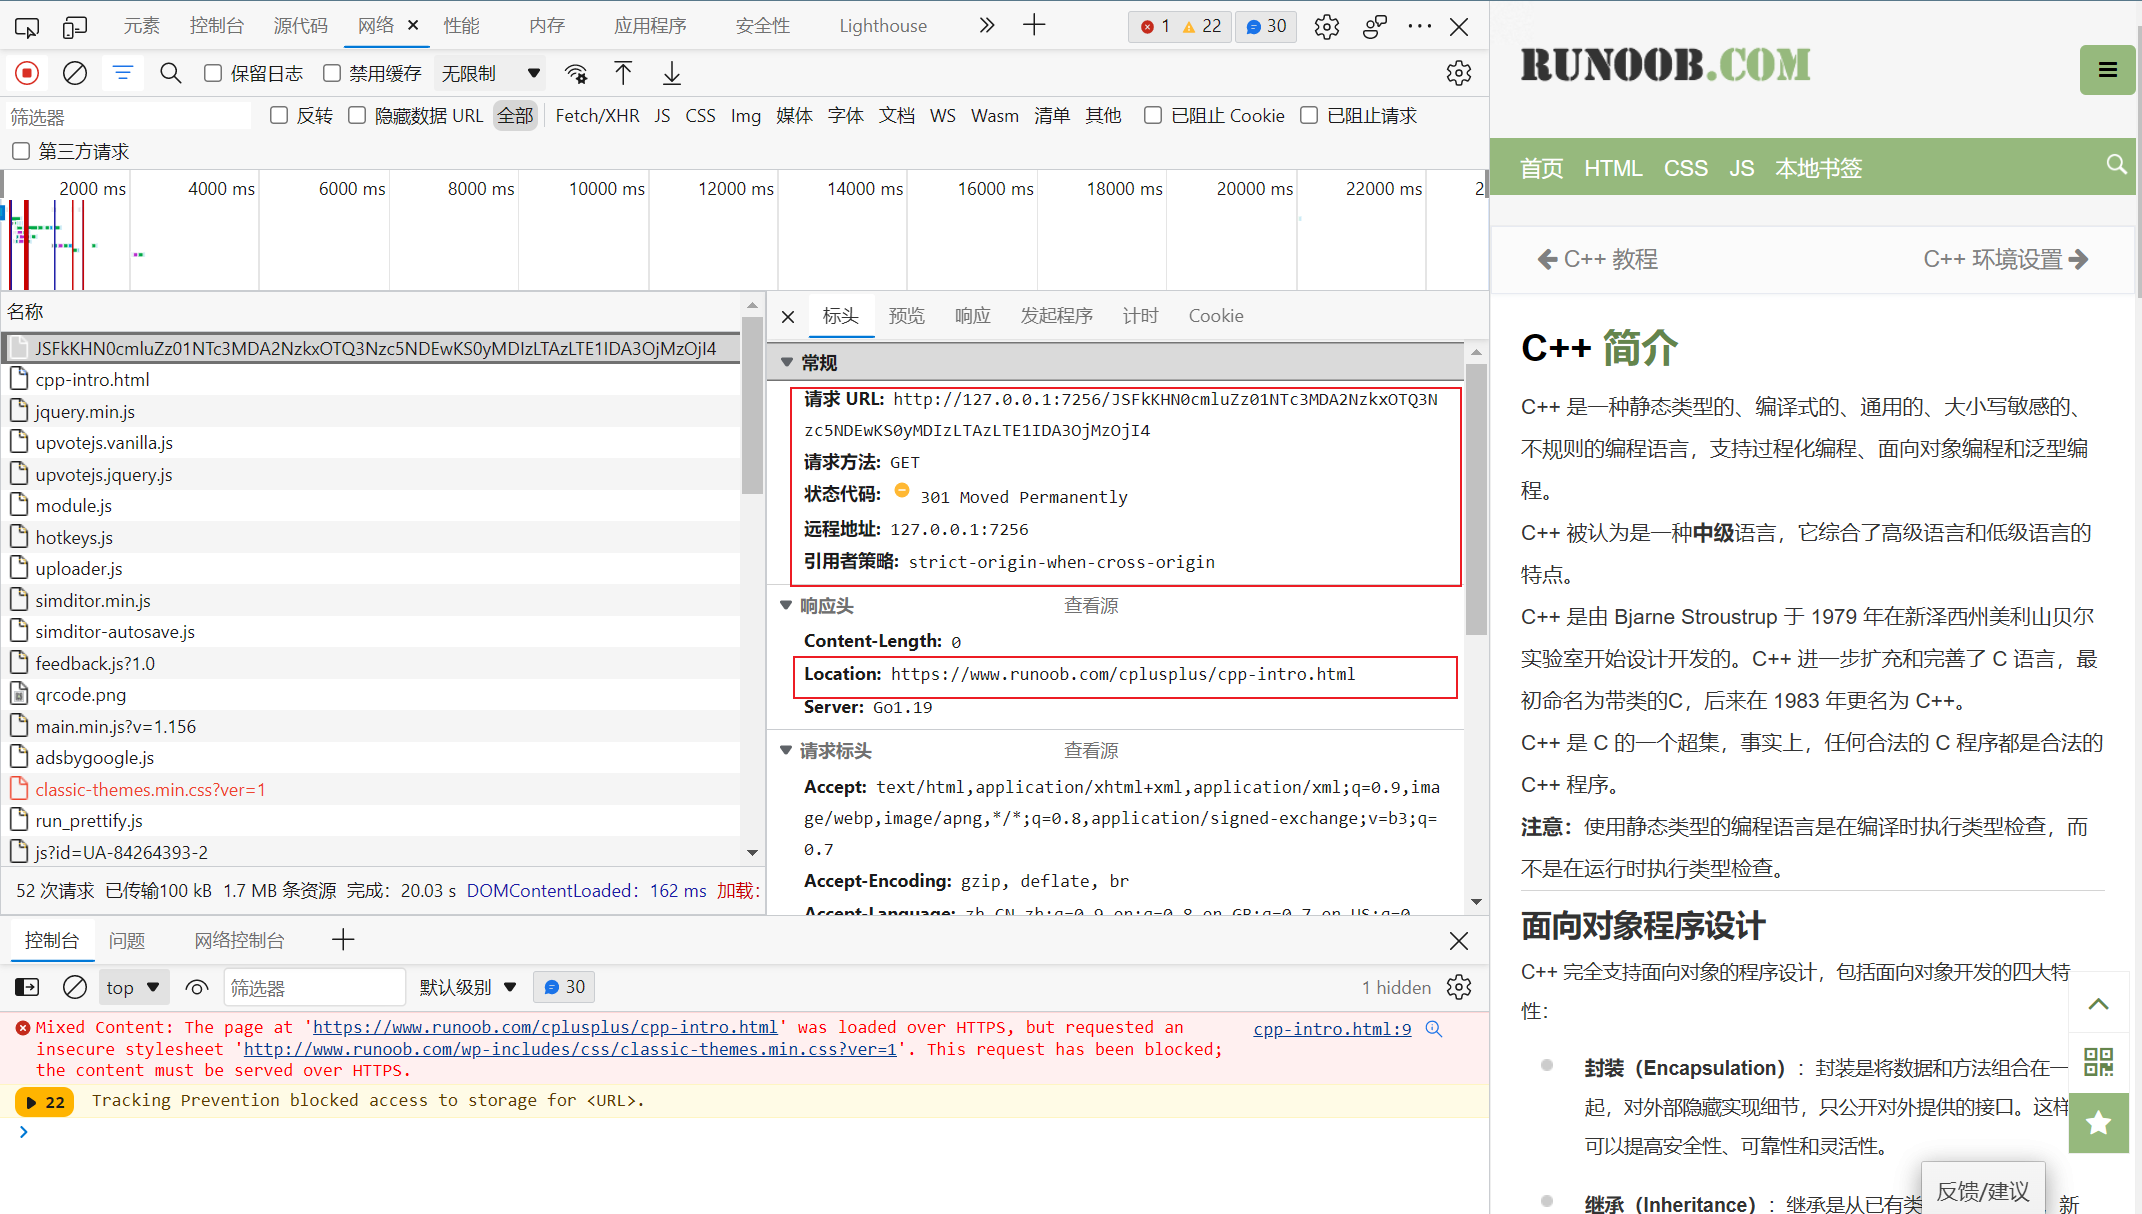 元素 控制台 源代码 网络 性能 内存 应用程序 安全性 Lighthouse 1 22 30
保留日志 禁用缓存 无限制
筛选器 反转 隐藏数据 URL 全部 Fetch/XHR JS CSS Img 媒体 字体 文档 WS Wasm 清单 其他 已阻止 Cookie 已阻止请求
第三方请求
2000 ms 4000 ms 6000 ms 8000 ms 10000 ms 12000 ms 14000 ms 16000 ms 18000 ms 20000 ms 22000 ms 2
名称
JSFkKHN0cmluZz01NTc3MDA2NzkxOTQ3Nzc5NDEwKS0yMDIzLTAzLTE1IDA3OjMzOjI4
cpp-intro.html
jquery.min.js
upvotejs.vanilla.js
upvotejs.jquery.js
module.js
hotkeys.js
uploader.js
simditor.min.js
simditor-autosave.js
feedback.js?1.0
qrcode.png
main.min.js?v=1.156
adsbygoogle.js
classic-themes.min.css?ver=1
run_prettify.js
js?id=UA-84264393-2
52 次请求 已传输100 kB 1.7 MB 条资源 完成：20.03 s DOMContentLoaded：162 ms 加载：
标头 预览 响应 发起程序 计时 Cookie
常规
请求 URL: http://127.0.0.1:7256/JSFkKHN0cmluZz01NTc3MDA2NzkxOTQ3N
zc5NDEwKS0yMDIzLTAzLTE1IDA3OjMzOjI4
请求方法: GET
状态代码: 301 Moved Permanently
远程地址: 127.0.0.1:7256
引用者策略: strict-origin-when-cross-origin
响应头 查看源
Content-Length: 0
Location: https://www.runoob.com/cplusplus/cpp-intro.html
Server: Go1.19
请求标头 查看源
Accept: text/html,application/xhtml+xml,application/xml;q=0.9,ima
ge/webp,image/apng,*/*;q=0.8,application/signed-exchange;v=b3;q=
0.7
Accept-Encoding: gzip, deflate, br
Accept-Language: zh-CN,zh;q=0.9,en;q=0.8,en-GB;q=0.7,en-US;q=0
控制台 问题 网络控制台
top 筛选器 默认级别 30 1 hidden
Mixed Content: The page at 'https://www.runoob.com/cplusplus/cpp-intro.html' was loaded over HTTPS, but requested an cpp-intro.html:9
insecure stylesheet 'http://www.runoob.com/wp-includes/css/classic-themes.min.css?ver=1'. This request has been blocked;
the content must be served over HTTPS.
22 Tracking Prevention blocked access to storage for <URL>.
RUNOOB.COM
首页 HTML CSS JS 本地书签
C++ 教程 C++ 环境设置
C++ 简介
C++ 是一种静态类型的、编译式的、通用的、大小写敏感的、
不规则的编程语言，支持过程化编程、面向对象编程和泛型编
程。
C++ 被认为是一种中级语言，它综合了高级语言和低级语言的
特点。
C++ 是由 Bjarne Stroustrup 于 1979 年在新泽西州美利山贝尔
实验室开始设计开发的。C++ 进一步扩充和完善了 C 语言，最
初命名为带类的C，后来在 1983 年更名为 C++。
C++ 是 C 的一个超集，事实上，任何合法的 C 程序都是合法的
C++ 程序。
注意：使用静态类型的编程语言是在编译时执行类型检查，而
不是在运行时执行类型检查。
面向对象程序设计
C++ 完全支持面向对象的程序设计，包括面向对象开发的四大特
性：
封装（Encapsulation）：封装是将数据和方法组合在一
起，对外部隐藏实现细节，只公开对外提供的接口。这样
可以提高安全性、可靠性和灵活性。
继承（Inheritance）：继承是从已有类 新
反馈/建议